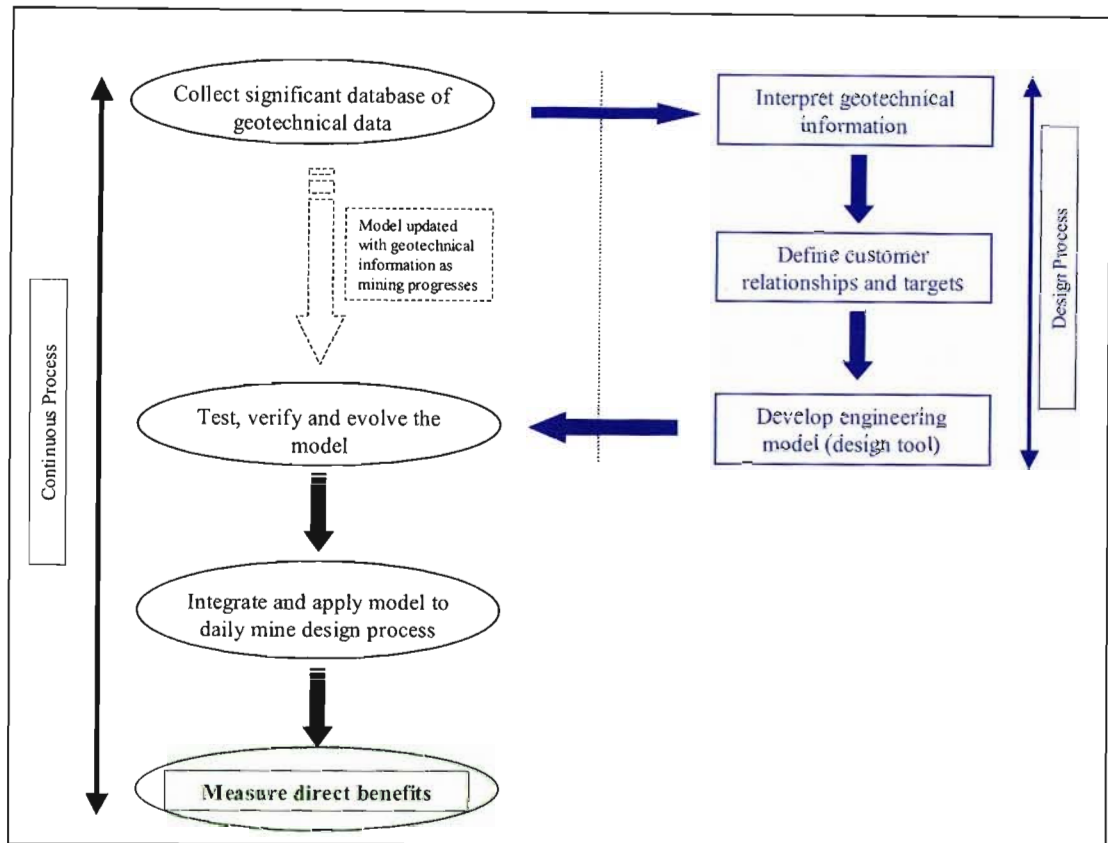 Collect significant database of
geotechnical data
Interpret geotechnical
information
Model updated
with geotechnical
information as
mining progresses
Define customer
relationships and targets
Design Process
Continuous Process
Test, verify and evolve the
model
Develop engineering
model (design tool)
Integrate and apply model to
daily mine design process
Measure direct benefits